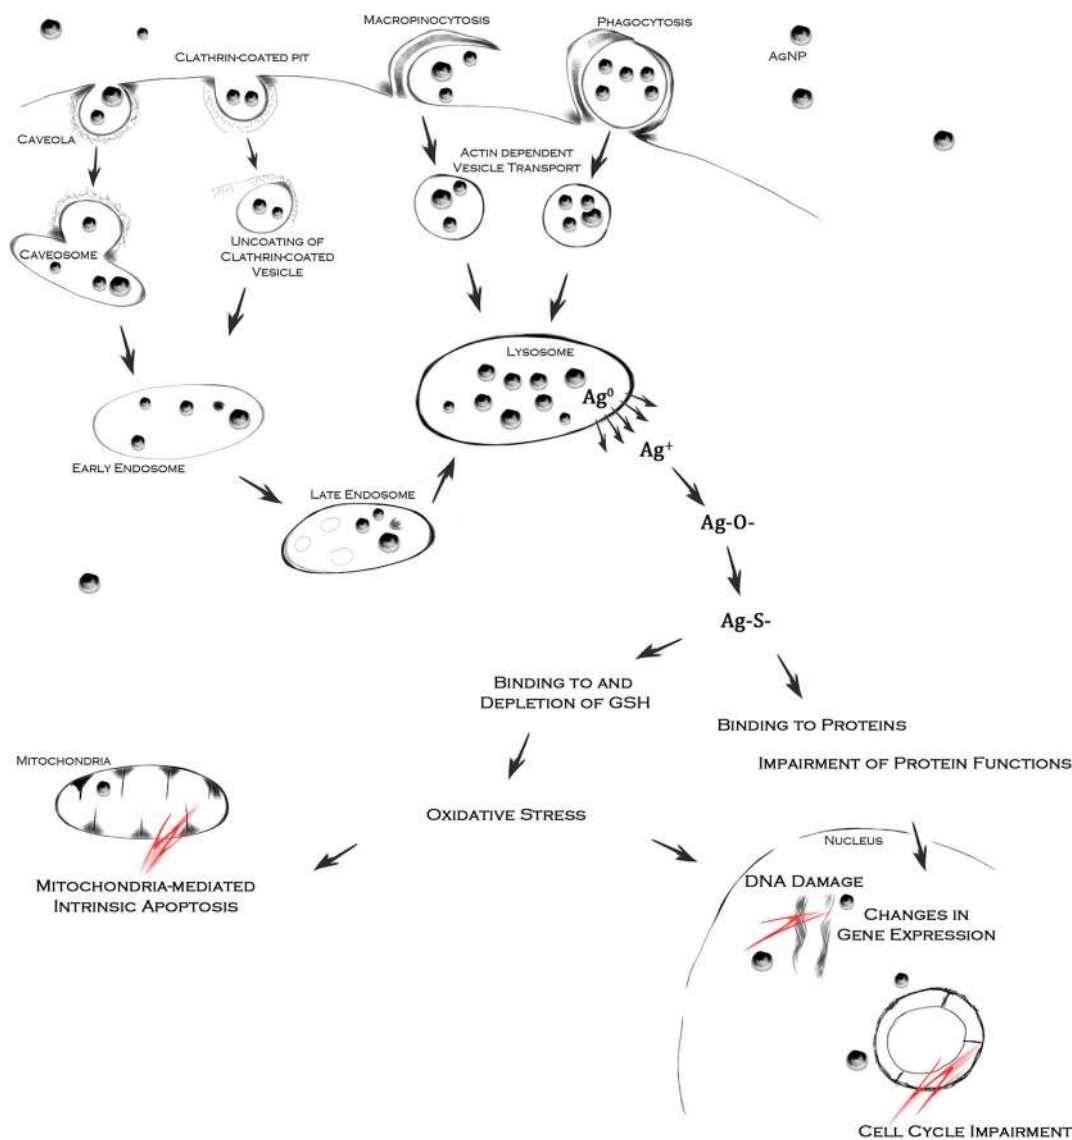 Macropinocytosis
Phagocytosis
Clathrin-coated pit
AgNP
Caveola
Actin dependent
Vesicle Transport
Caveosome
Uncoating of
Clathrin-coated
Vesicle
Lysosome
Ag⁰
Ag⁺
Early Endosome
Late Endosome
Ag-O-
Ag-S-
Binding to and
Depletion of GSH
Binding to Proteins
Impairment of Protein Functions
Mitochondria
Oxidative Stress
Nucleus
Mitochondria-mediated
Intrinsic Apoptosis
DNA Damage
Changes in
Gene Expression
Cell Cycle Impairment